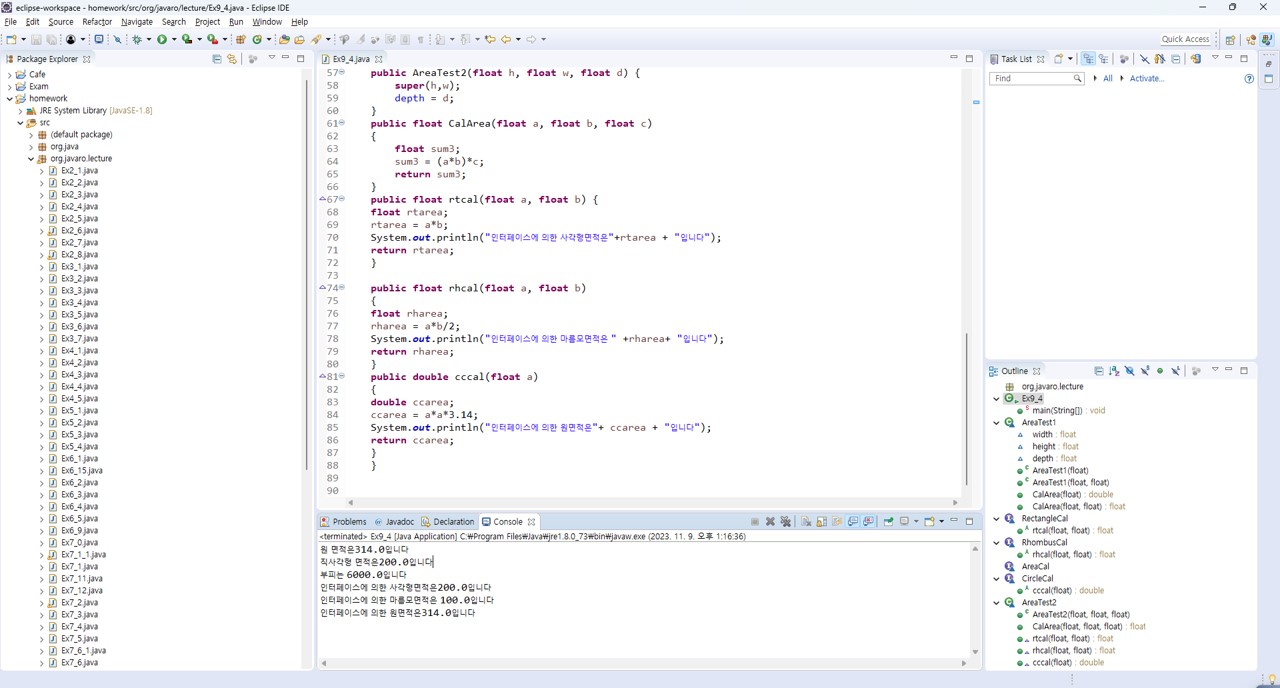 eclipse-workspace - homework/src/org/javaro/lecture/Ex9_4.java - Eclipse IDE
File Edit Source Refactor Navigate Search Project Run Window Help
Quick Access
Package Explorer
Cafe
Exam
homework
JRE System Library [JavaSE-1.8]
src
(default package)
org.java
org.javaro.lecture
Ex2_1.java
Ex2_2.java
Ex2_3.java
Ex2_4.java
Ex2_5.java
Ex2_6.java
Ex2_7.java
Ex2_8.java
Ex3_1.java
Ex3_2.java
Ex3_3.java
Ex3_4.java
Ex3_5.java
Ex3_6.java
Ex3_7.java
Ex4_1.java
Ex4_2.java
Ex4_3.java
Ex4_4.java
Ex4_5.java
Ex5_1.java
Ex5_2.java
Ex5_3.java
Ex5_4.java
Ex6_1.java
Ex6_15.java
Ex6_2.java
Ex6_3.java
Ex6_4.java
Ex6_5.java
Ex6_9.java
Ex7_0.java
Ex7_1_1.java
Ex7_1.java
Ex7_11.java
Ex7_12.java
Ex7_2.java
Ex7_3.java
Ex7_4.java
Ex7_5.java
Ex7_6_1.java
Ex7_6.java
Ex9_4.java
57 public AreaTest2(float h, float w, float d) {
58 super(h,w);
59 depth = d;
60 }
61 public float CalArea(float a, float b, float c)
62 {
63 float sum3;
64 sum3 = (a*b)*c;
65 return sum3;
66 }
67 public float rtcal(float a, float b) {
68 float rtarea;
69 rtarea = a*b;
70 System.out.println("인터페이스에 의한 사각형면적은"+rtarea + "입니다");
71 return rtarea;
72 }
73
74 public float rhcal(float a, float b)
75 {
76 float rharea;
77 rharea = a*b/2;
78 System.out.println("인터페이스에 의한 마름모면적은 " +rharea+ "입니다");
79 return rharea;
80 }
81 public double cccal(float a)
82 {
83 double ccarea;
84 ccarea = a*a*3.14;
85 System.out.println("인터페이스에 의한 원면적은"+ ccarea + "입니다");
86 return ccarea;
87 }
88 }
89
90
Problems Javadoc Declaration Console
<terminated> Ex9_4 [Java Application] C:₩Program Files₩Java₩jre1.8.0_73₩bin₩javaw.exe (2023. 11. 9. 오후 1:16:36)
원 면적은314.0입니다
직사각형 면적은200.0입니다
부피는 6000.0입니다
인터페이스에 의한 사각형면적은200.0입니다
인터페이스에 의한 마름모면적은 100.0입니다
인터페이스에 의한 원면적은314.0입니다
Task List
Find All Activate...
Outline
org.javaro.lecture
Ex9_4
main(String[]) : void
AreaTest1
width : float
height : float
depth : float
AreaTest1(float)
AreaTest1(float, float)
CalArea(float) : double
CalArea(float, float) : float
RectangleCal
rtcal(float, float) : float
RhombusCal
rhcal(float, float) : float
AreaCal
CircleCal
cccal(float) : double
AreaTest2
AreaTest2(float, float, float)
CalArea(float, float, float) : float
rtcal(float, float) : float
rhcal(float, float) : float
cccal(float) : double